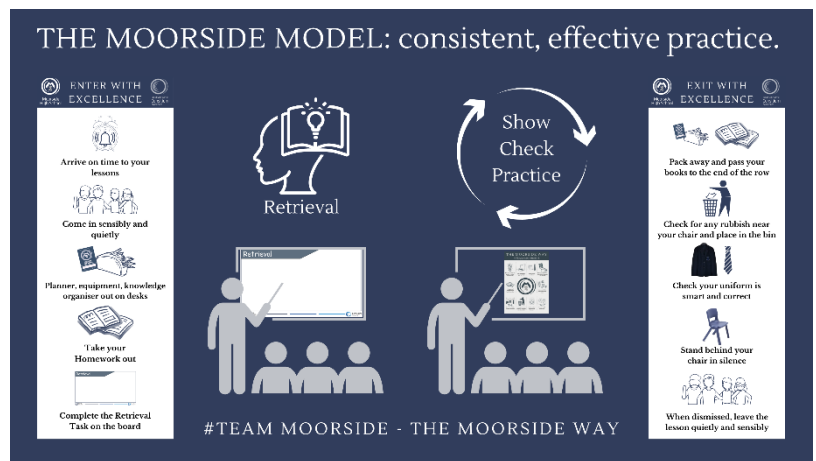 THE MOORSIDE MODEL: consistent, effective practice.
ENTER WITH
EXCELLENCE
Arrive on time to your
lessons
Come in sensibly and
quietly
Planner, equipment, knowledge
organiser out on desks
Take your
Homework out
Retrieval
Complete the Retrieval
Task on the board
Retrieval
Retrieval
Show
Check
Practice
THE MOORSIDE WAY
EXIT WITH
EXCELLENCE
Pack away and pass your
books to the end of the row
Check for any rubbish near
your chair and place in the bin
Check your uniform is
smart and correct
Stand behind your
chair in silence
When dismissed, leave the
lesson quietly and sensibly
#TEAM MOORSIDE - THE MOORSIDE WAY